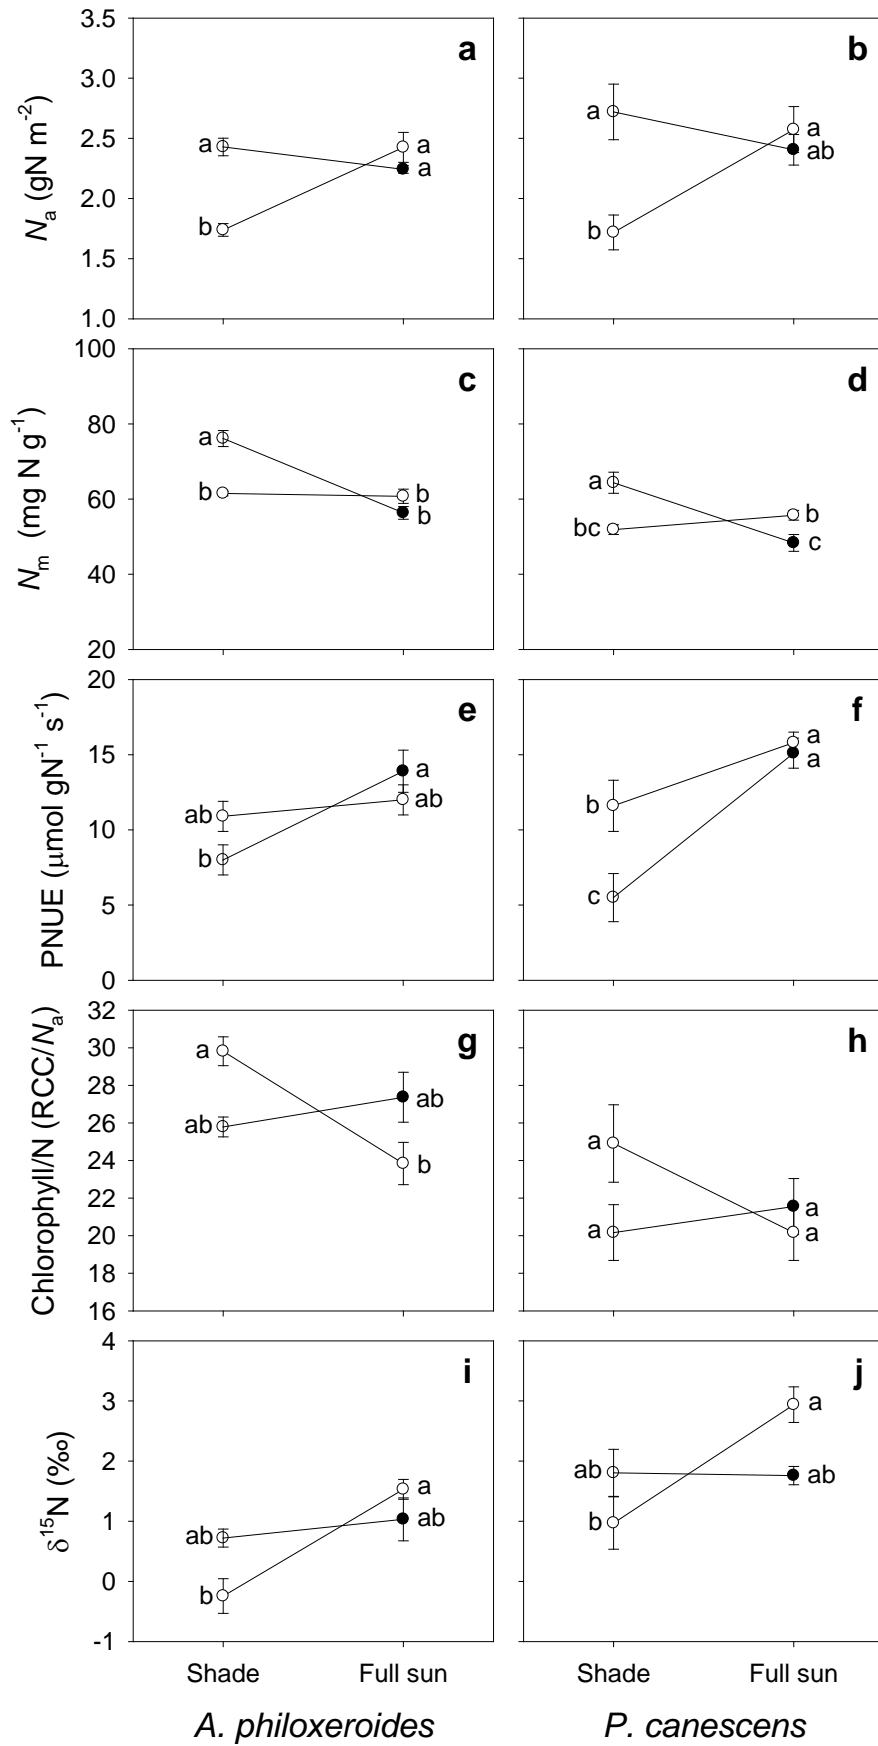 a
b
N_a (gN m⁻²)
3.5
3.0
2.5
2.0
1.5
1.0
a
b
a
a
a
b
a
ab
c
d
N_m (mg N g⁻¹)
100
80
60
40
20
a
b
b
b
a
bc
b
c
e
f
PNUE (µmol gN⁻¹ s⁻¹)
20
15
10
5
0
ab
b
a
ab
b
c
a
a
g
h
Chlorophyll/N (RCC/N_a)
32
30
28
26
24
22
20
18
16
a
ab
ab
b
a
a
a
a
i
j
δ¹⁵N (‰)
4
3
2
1
0
-1
ab
b
a
ab
ab
b
a
ab
Shade Full sun Shade Full sun
A. philoxeroides P. canescens